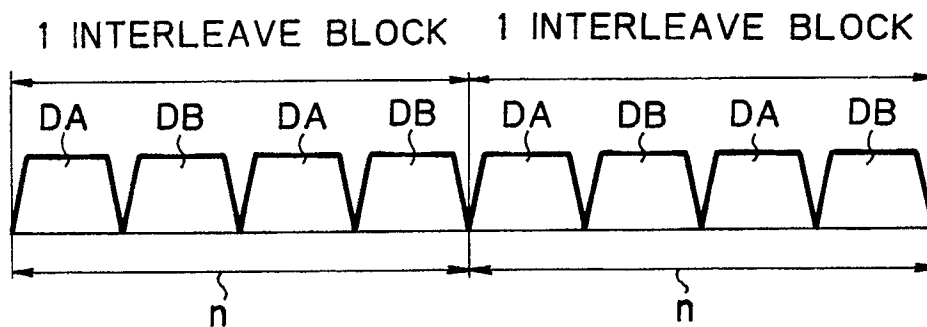 1 INTERLEAVE BLOCK 1 INTERLEAVE BLOCK
DA DB DA DB DA DB DA DB
n n